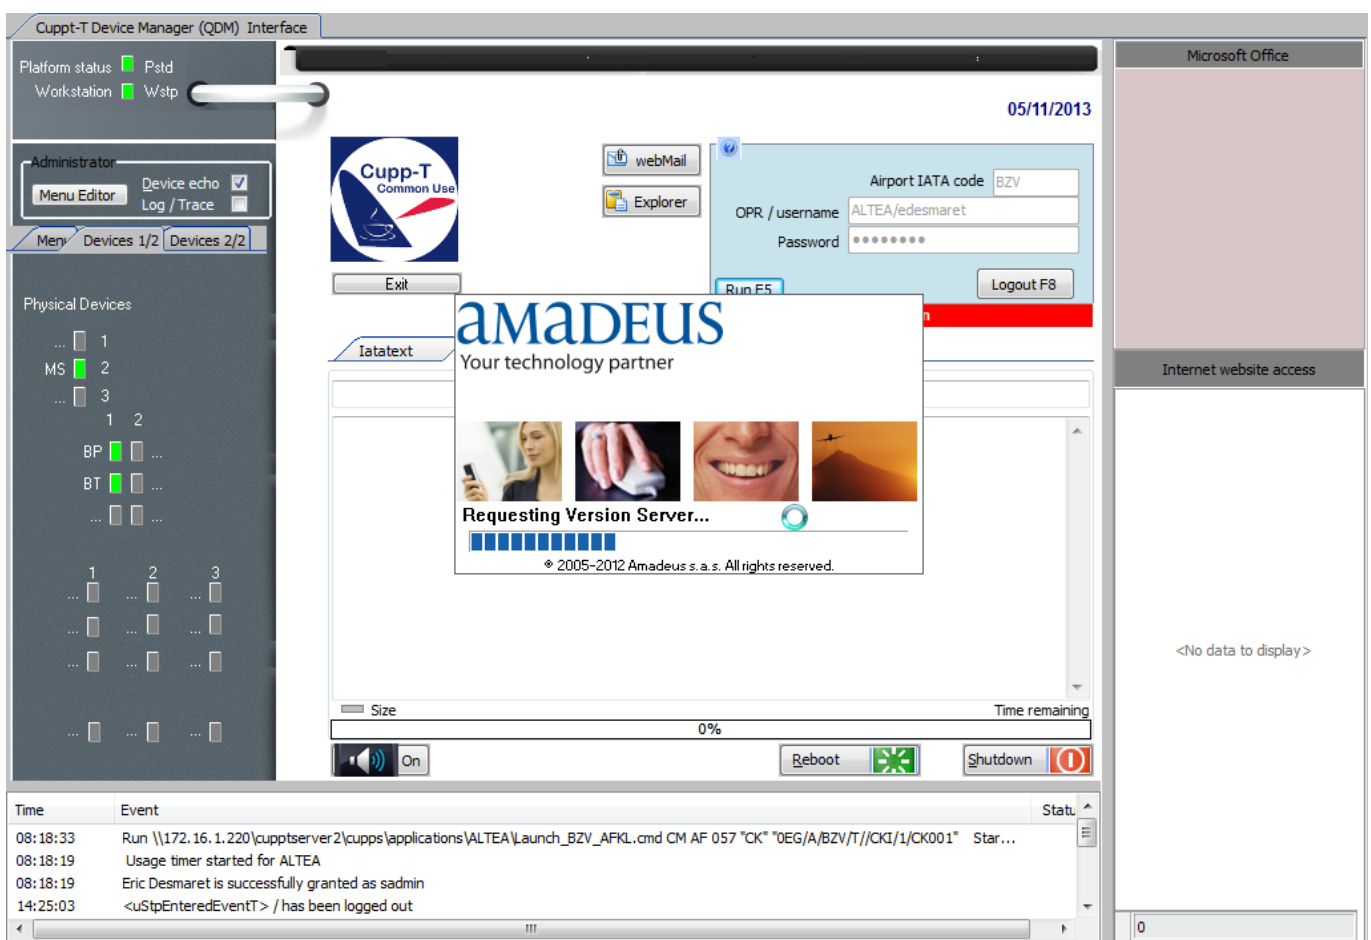 Cuppt-T Device Manager (QDM) Interface
Platform status Pstd
Workstation Wstp
Administrator
Menu Editor
Device echo
Log / Trace
Menu Devices 1/2 Devices 2/2
Physical Devices
... 1
MS 2
... 3
1 2
BP ...
BT ...
... ...
1 2 3
... ... ...
... ... ...
... ... ...
... ... ...
05/11/2013
Cupp-T
Common Use
Exit
webMail
Explorer
Airport IATA code BZV
OPR / username ALTEA/edesmaret
Password ••••••••
Run F5
Logout F8
Iatatext
amadeus
Your technology partner
Requesting Version Server...
© 2005-2012 Amadeus s.a.s. All rights reserved.
Size Time remaining
0%
On
Reboot
Shutdown
Microsoft Office
Internet website access
<No data to display>
0
Time Event Statu
08:18:33 Run \\172.16.1.220\cupptserver2\cupps\applications\ALTEA\Launch_BZV_AFKL.cmd CM AF 057 "CK" "0EG/A/BZV/T//CKI/1/CK001" Star...
08:18:19 Usage timer started for ALTEA
08:18:19 Eric Desmaret is successfully granted as sadmin
14:25:03 <uStpEnteredEventT> / has been logged out